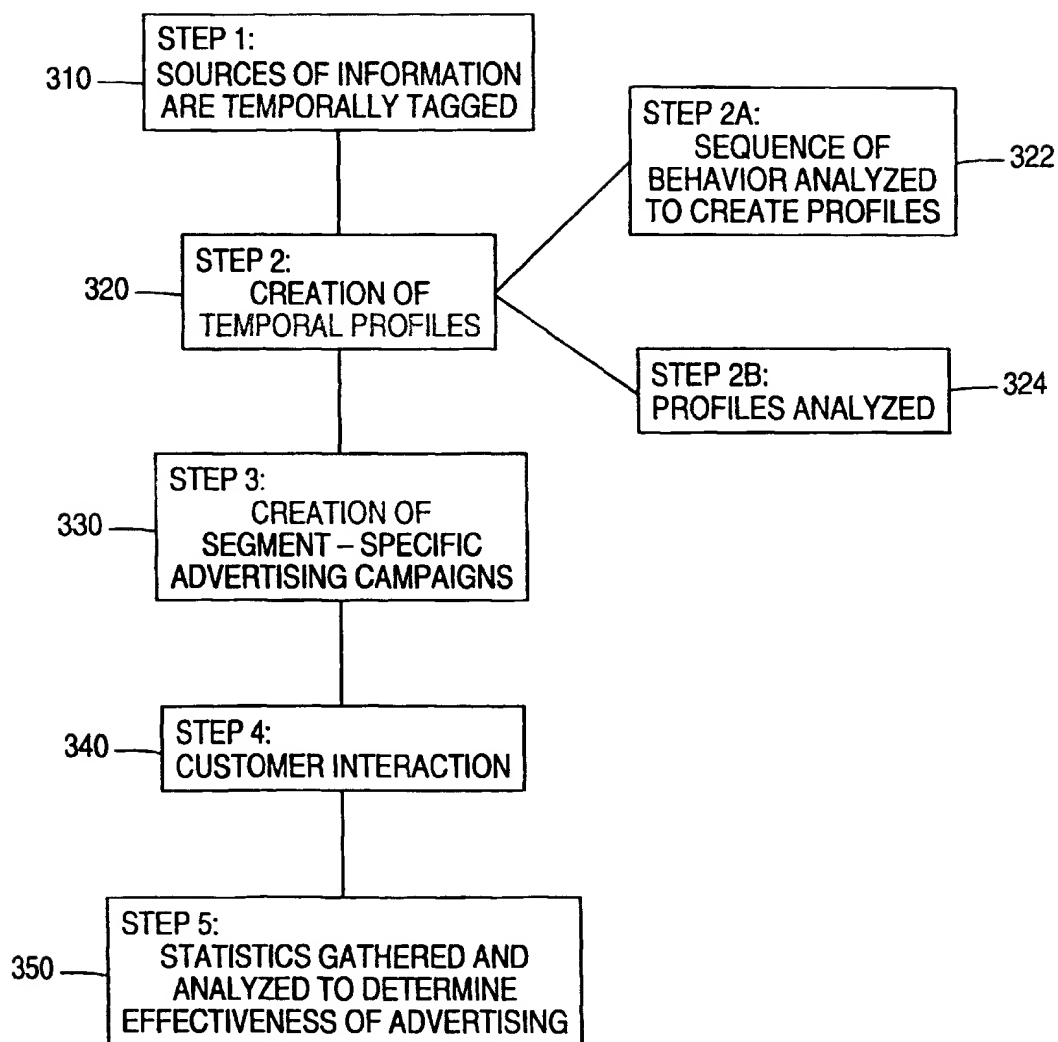 STEP 1:
310
SOURCES OF INFORMATION
ARE TEMPORALLY TAGGED
STEP 2A:
SEQUENCE OF
322
BEHAVIOR ANALYZED
TO CREATE PROFILES
STEP 2:
320
CREATION OF
TEMPORAL PROFILES
STEP 2B:
324
PROFILES ANALYZED
STEP 3:
330
CREATION OF
SEGMENT – SPECIFIC
ADVERTISING CAMPAIGNS
STEP 4:
340
CUSTOMER INTERACTION
STEP 5:
350
STATISTICS GATHERED AND
ANALYZED TO DETERMINE
EFFECTIVENESS OF ADVERTISING